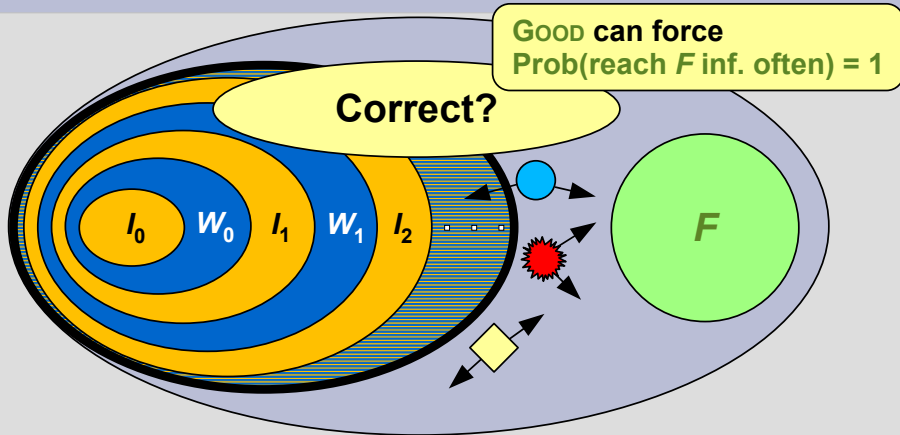 GOOD can force
Prob(reach F inf. often) = 1
Correct?
I0 W0 I1 W1 I2 F